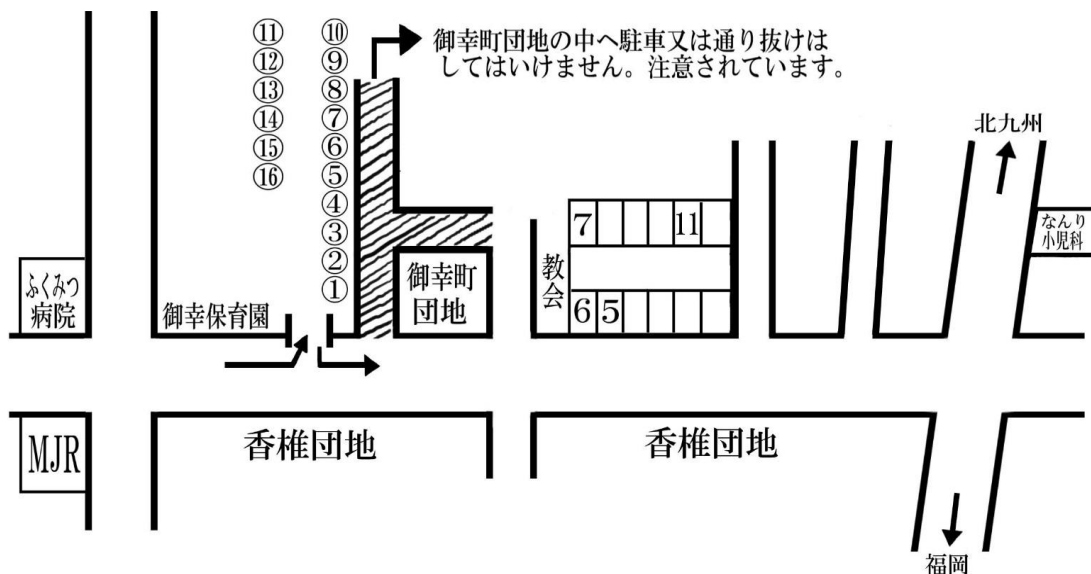 ⑪ ⑩
⑫ ⑨
⑬ ⑧
⑭ ⑦
⑮ ⑥
⑯ ⑤
④
③
②
①
御幸町団地の中へ駐車又は通り抜けは
してはいけません。注意されています。
北九州
なんり
小児科
7 11
6 5
教会
御幸町
団地
ふくみつ
病院
御幸保育園
MJR
香椎団地
香椎団地
福岡